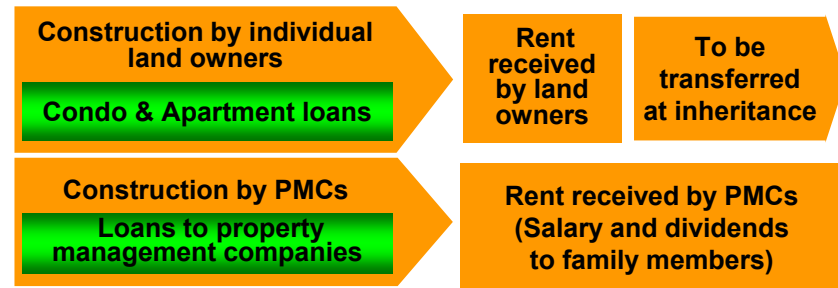 Construction by individual
land owners
Condo & Apartment loans
Rent
received
by land
owners
To be
transferred
at inheritance
Construction by PMCs
Loans to property
management companies
Rent received by PMCs
(Salary and dividends
to family members)